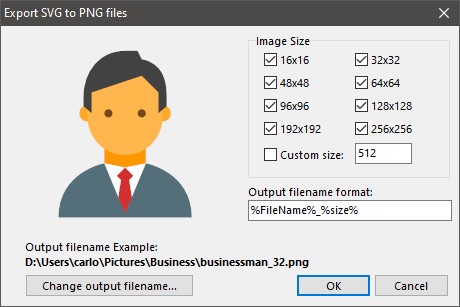 Export SVG to PNG files
Image Size
16x16 32x32
48x48 64x64
96x96 128x128
192x192 256x256
Custom size: 512
Output filename format:
%FileName%_%size%
Output filename Example:
D:\Users\carlo\Pictures\Business\businessman_32.png
Change output filename... OK Cancel